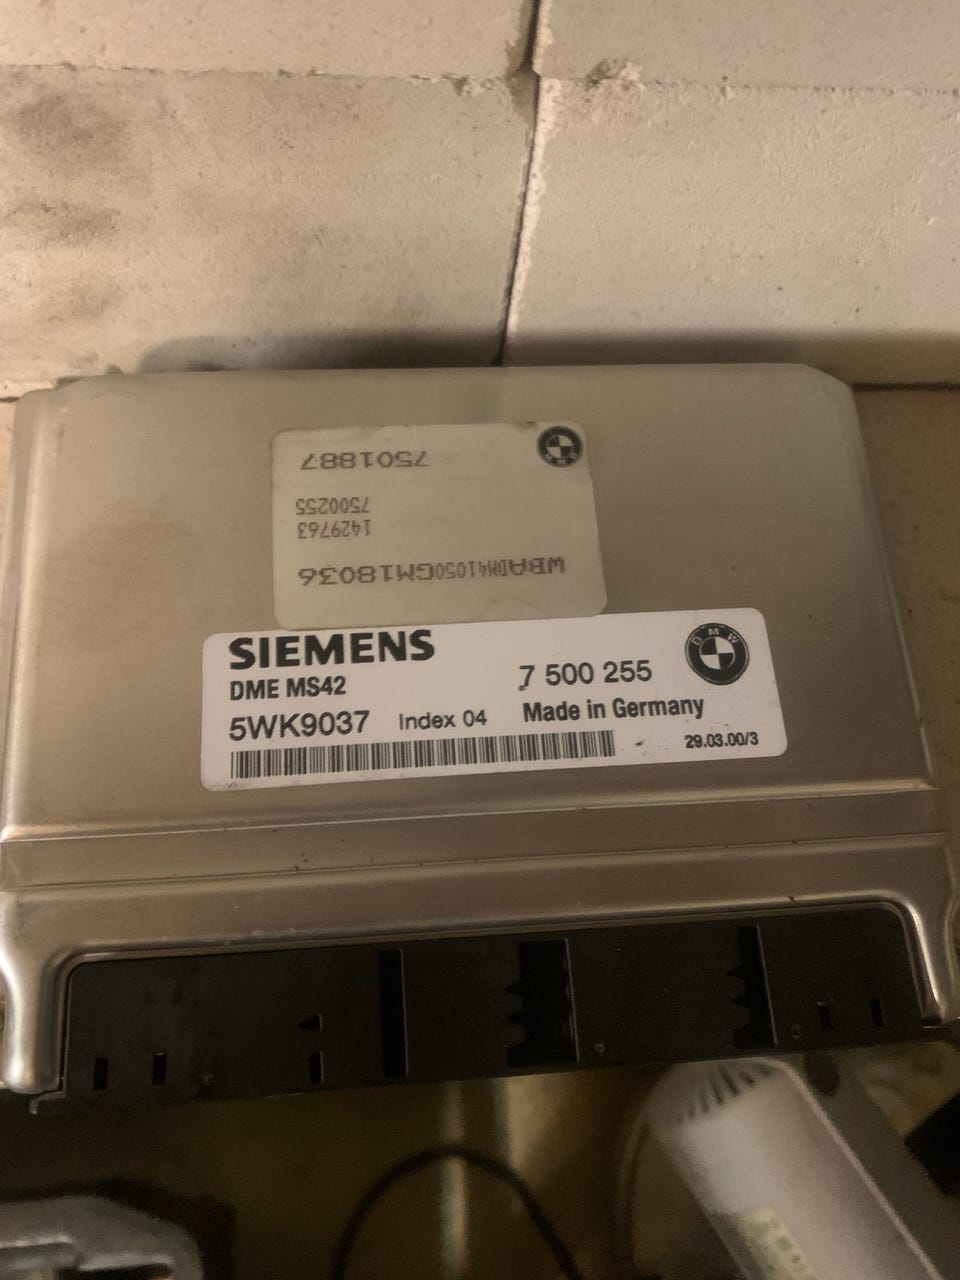 7501887
7500255
1429763
WBADM41050GM18036
SIEMENS
DME MS42
7 500 255
BMW
5WK9037 Index 04 Made in Germany
29.03.00/3